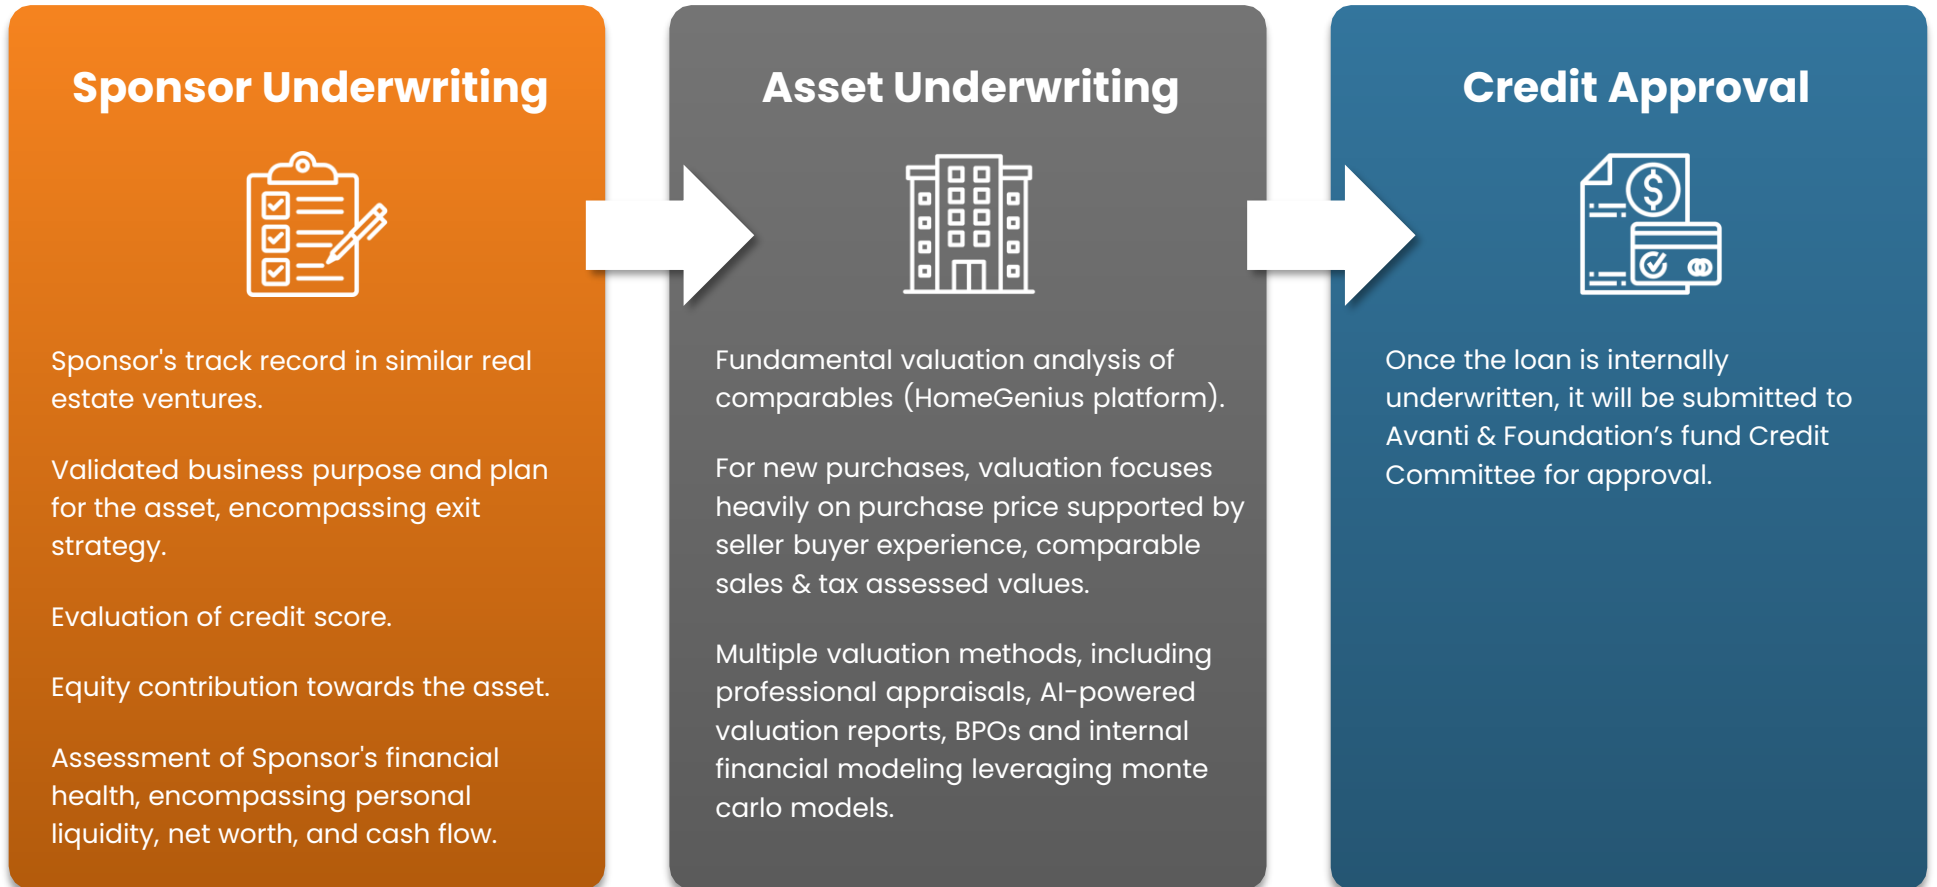 Sponsor Underwriting
Sponsor's track record in similar real
estate ventures.
Validated business purpose and plan
for the asset, encompassing exit
strategy.
Evaluation of credit score.
Equity contribution towards the asset.
Assessment of Sponsor's financial
health, encompassing personal
liquidity, net worth, and cash flow.
Asset Underwriting
Fundamental valuation analysis of
comparables (HomeGenius platform).
For new purchases, valuation focuses
heavily on purchase price supported by
seller buyer experience, comparable
sales & tax assessed values.
Multiple valuation methods, including
professional appraisals, AI-powered
valuation reports, BPOs and internal
financial modeling leveraging monte
carlo models.
Credit Approval
$
Once the loan is internally
underwritten, it will be submitted to
Avanti & Foundation’s fund Credit
Committee for approval.